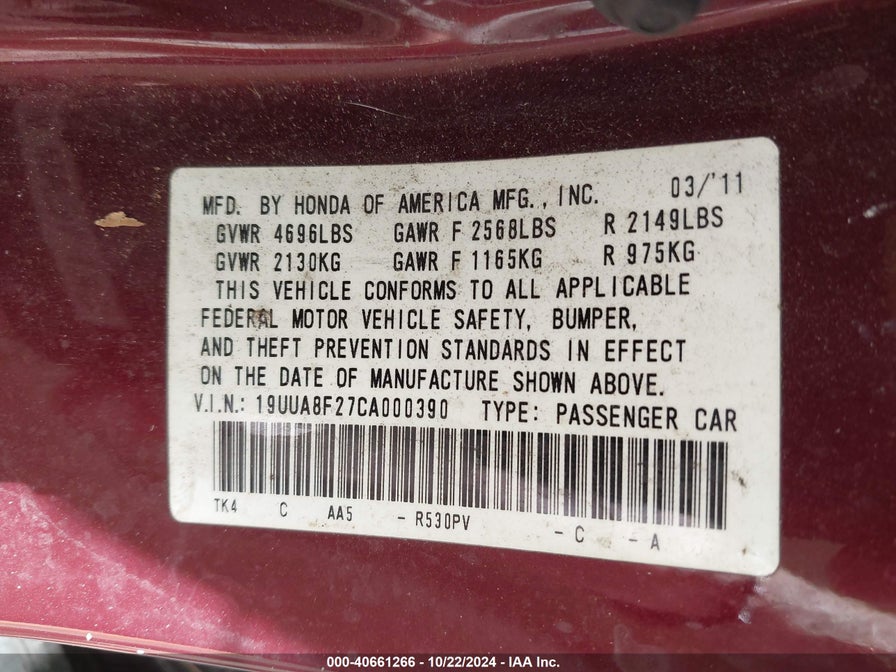 MFD. BY HONDA OF AMERICA MFG., INC. 03/'11
GVWR 4696LBS GAWR F 2568LBS R 2149LBS
GVWR 2130KG GAWR F 1165KG R 975KG
THIS VEHICLE CONFORMS TO ALL APPLICABLE
FEDERAL MOTOR VEHICLE SAFETY, BUMPER,
AND THEFT PREVENTION STANDARDS IN EFFECT
ON THE DATE OF MANUFACTURE SHOWN ABOVE.
V.I.N.: 19UUA8F27CA000390 TYPE: PASSENGER CAR
TK4 C AA5 - R530PV - C - A
000-40661266 - 10/22/2024 - IAA Inc.